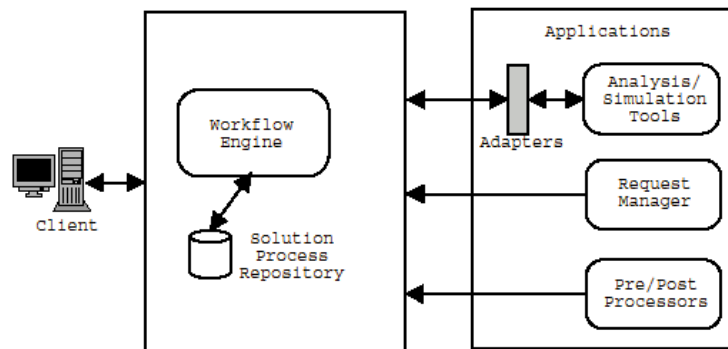 Applications
Analysis/
Simulation
Tools
Adapters
Workflow
Engine
Client
Solution
Process
Repository
Request
Manager
Pre/Post
Processors